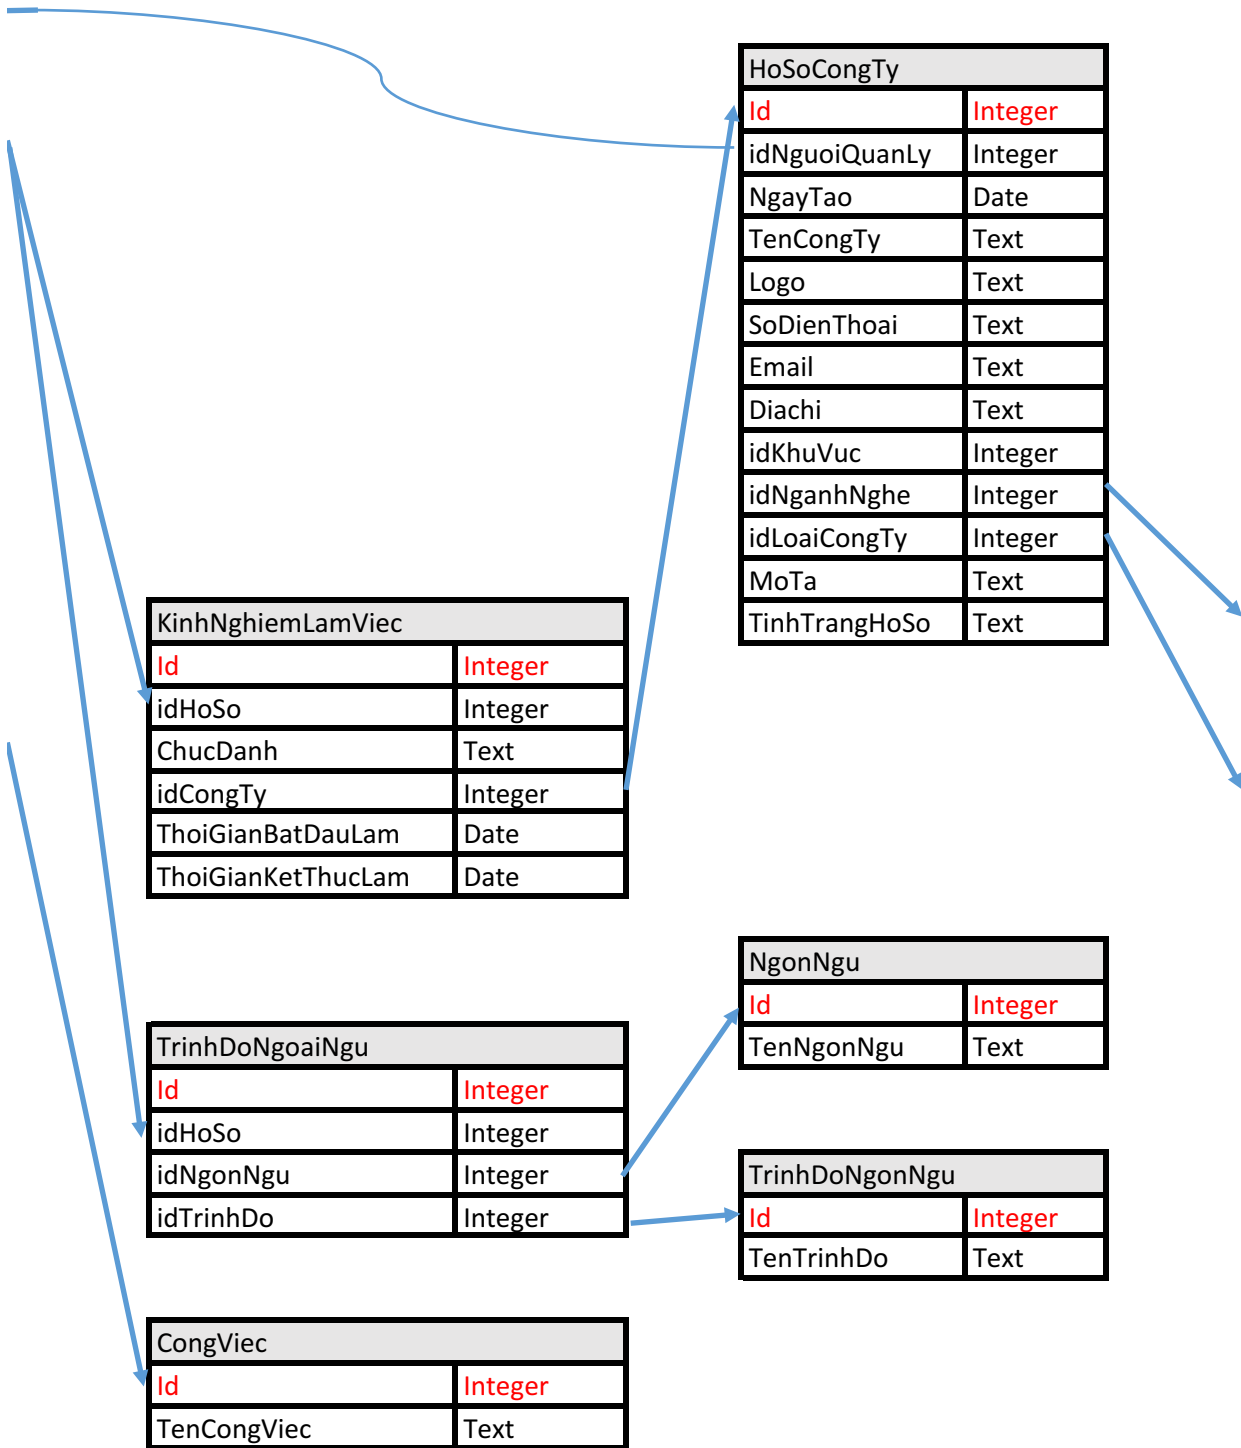 HoSoCongTy
Id Integer
idNguoiQuanLy Integer
NgayTao Date
TenCongTy Text
Logo Text
SoDienThoai Text
Email Text
Diachi Text
idKhuVuc Integer
idNganhNghe Integer
idLoaiCongTy Integer
MoTa Text
TinhTrangHoSo Text
KinhNghiemLamViec
Id Integer
idHoSo Integer
ChucDanh Text
idCongTy Integer
ThoiGianBatDauLam Date
ThoiGianKetThucLam Date
NgonNgu
Id Integer
TenNgonNgu Text
TrinhDoNgoaiNgu
Id Integer
idHoSo Integer
idNgonNgu Integer
idTrinhDo Integer
TrinhDoNgonNgu
Id Integer
TenTrinhDo Text
CongViec
Id Integer
TenCongViec Text